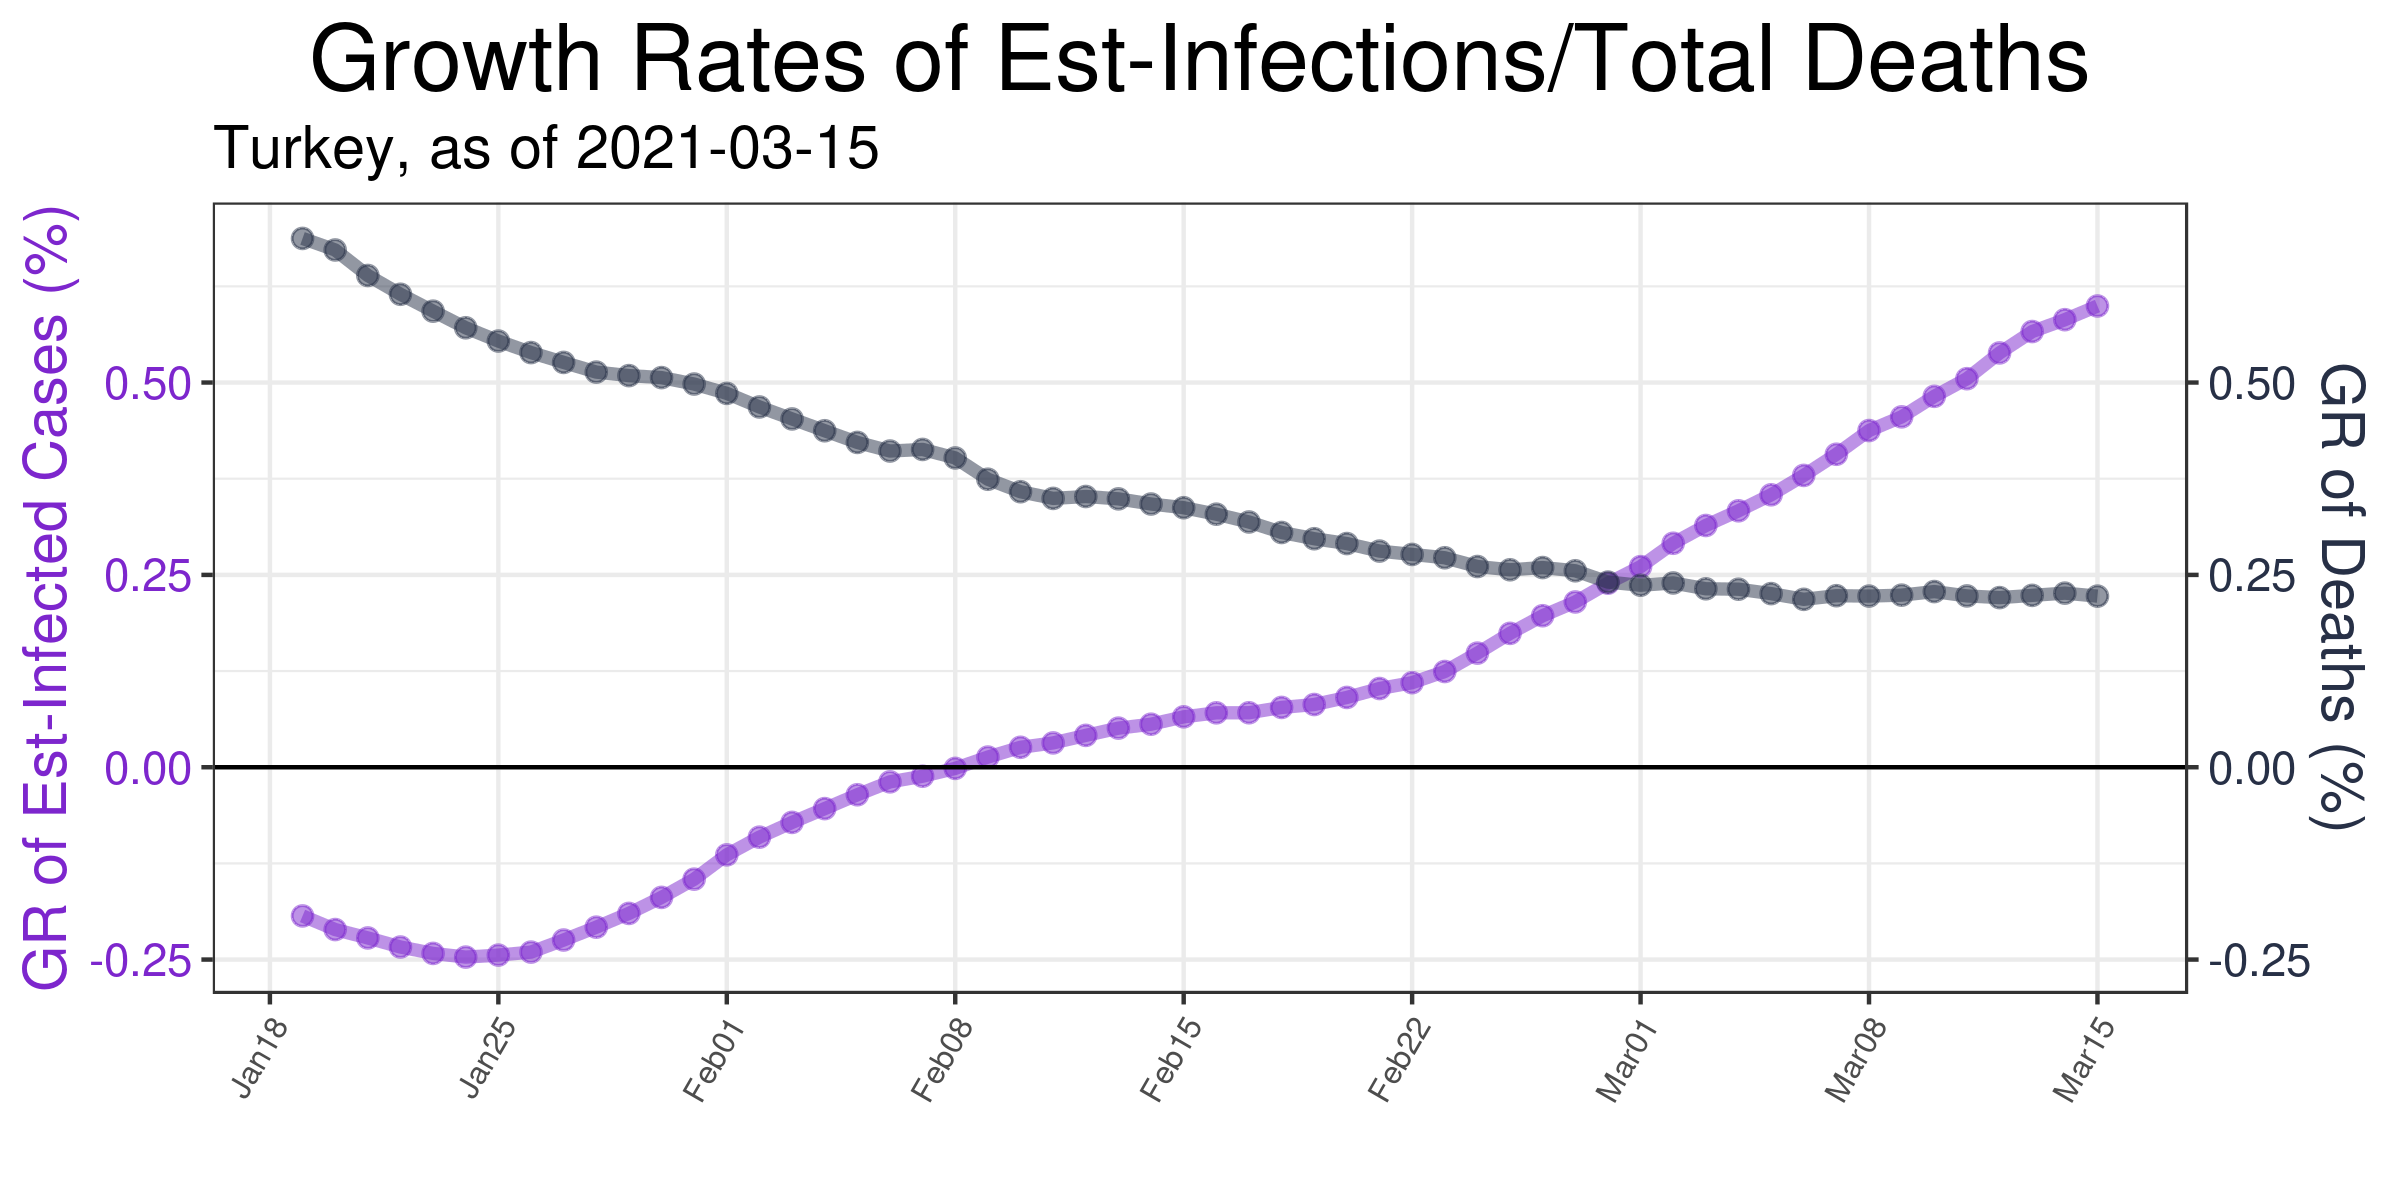 Growth Rates of Est-Infections/Total Deaths
Turkey, as of 2021-03-15
GR of Est-Infected Cases (%)
0.50
0.25
0.00
-0.25
0.50
0.25
0.00
-0.25
GR of Deaths (%)
Jan18
Jan25
Feb01
Feb08
Feb15
Feb22
Mar01
Mar08
Mar15